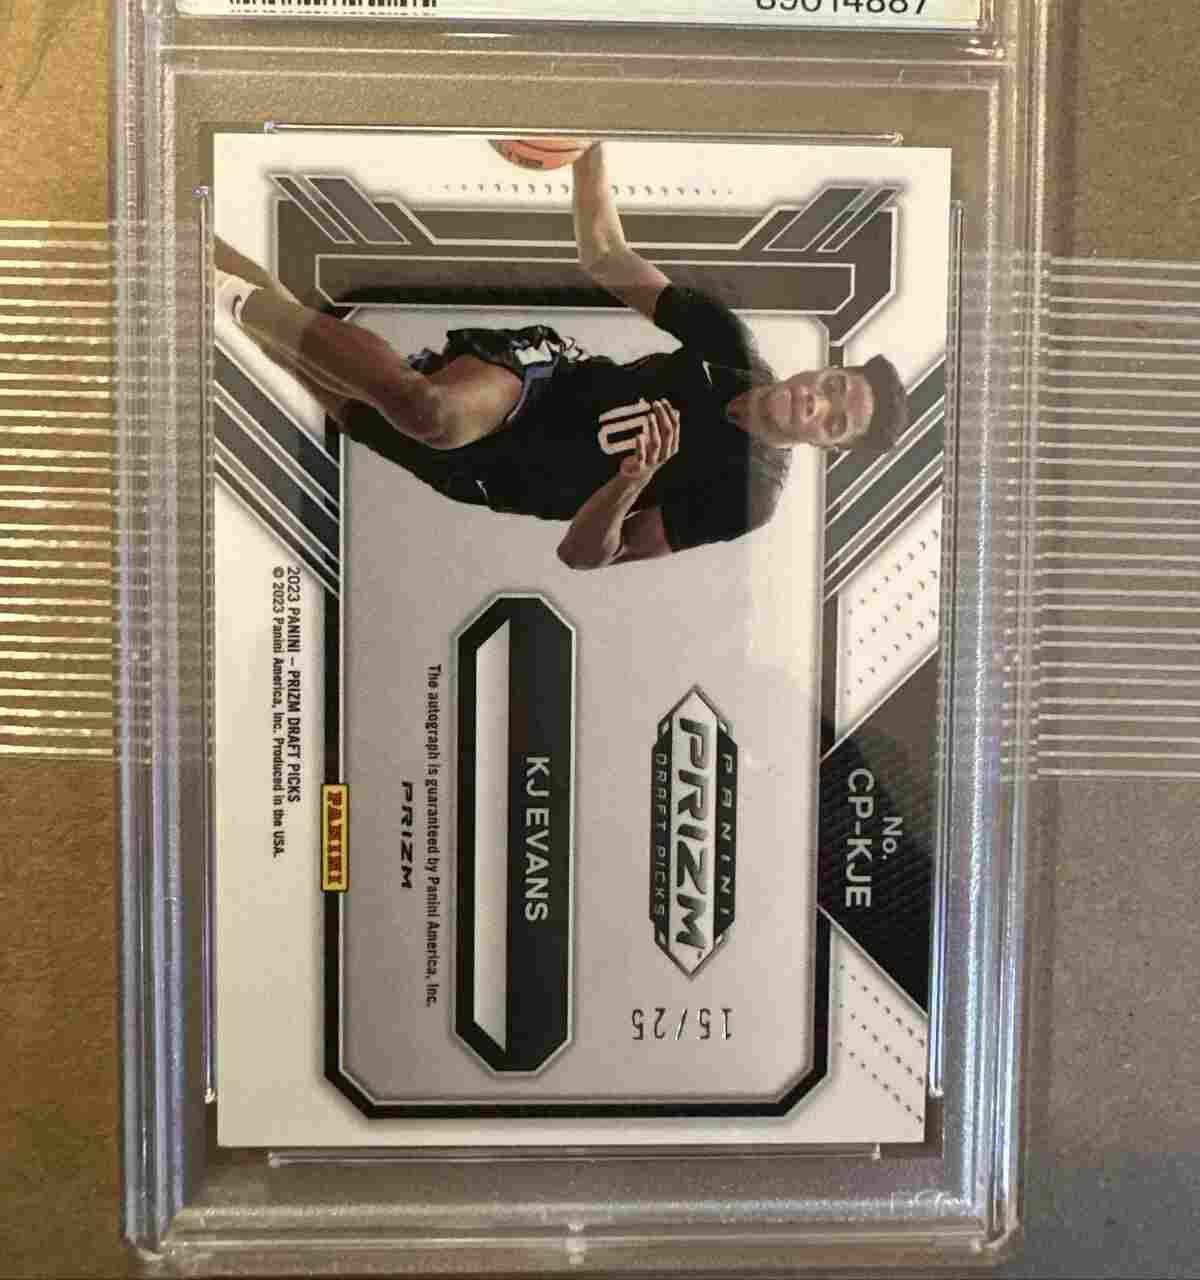 89014887
10
No.
CP-KJE
PANINI
PRIZM
DRAFT PICKS
15/25
KJ EVANS
The autograph is guaranteed by Panini America, Inc.
PRIZM
PANINI
2023 PANINI – PRIZM DRAFT PICKS
© 2023 Panini America, Inc. Produced in the USA.